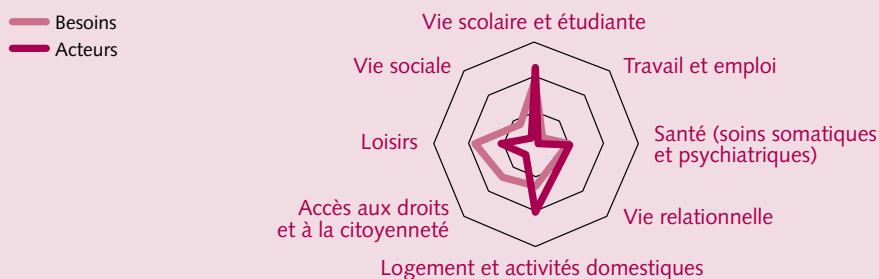 Besoins
Acteurs
Vie scolaire et étudiante
Vie sociale
Travail et emploi
Loisirs
Santé (soins somatiques
et psychiatriques)
Accès aux droits
et à la citoyenneté
Vie relationnelle
Logement et activités domestiques